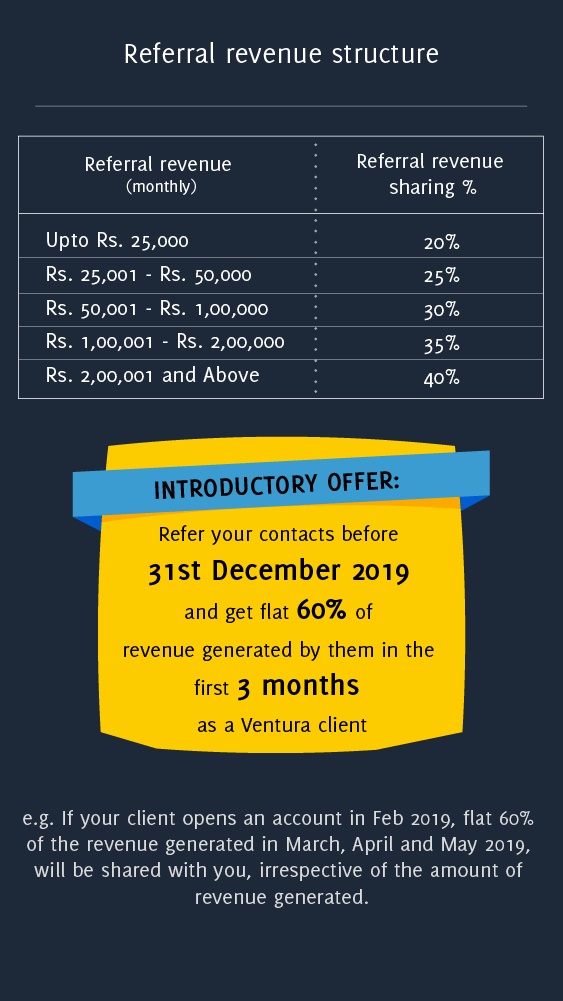 Referral revenue structure
Referral revenue
(monthly)
Referral revenue
sharing %
Upto Rs. 25,000
20%
Rs. 25,001 - Rs. 50,000
25%
Rs. 50,001 - Rs. 1,00,000
30%
Rs. 1,00,001 - Rs. 2,00,000
35%
Rs. 2,00,001 and Above
40%
INTRODUCTORY OFFER:
Refer your contacts before
31st December 2019
and get flat 60% of
revenue generated by them in the
first 3 months
as a Ventura client
e.g. If your client opens an account in Feb 2019, flat 60%
of the revenue generated in March, April and May 2019,
will be shared with you, irrespective of the amount of
revenue generated.